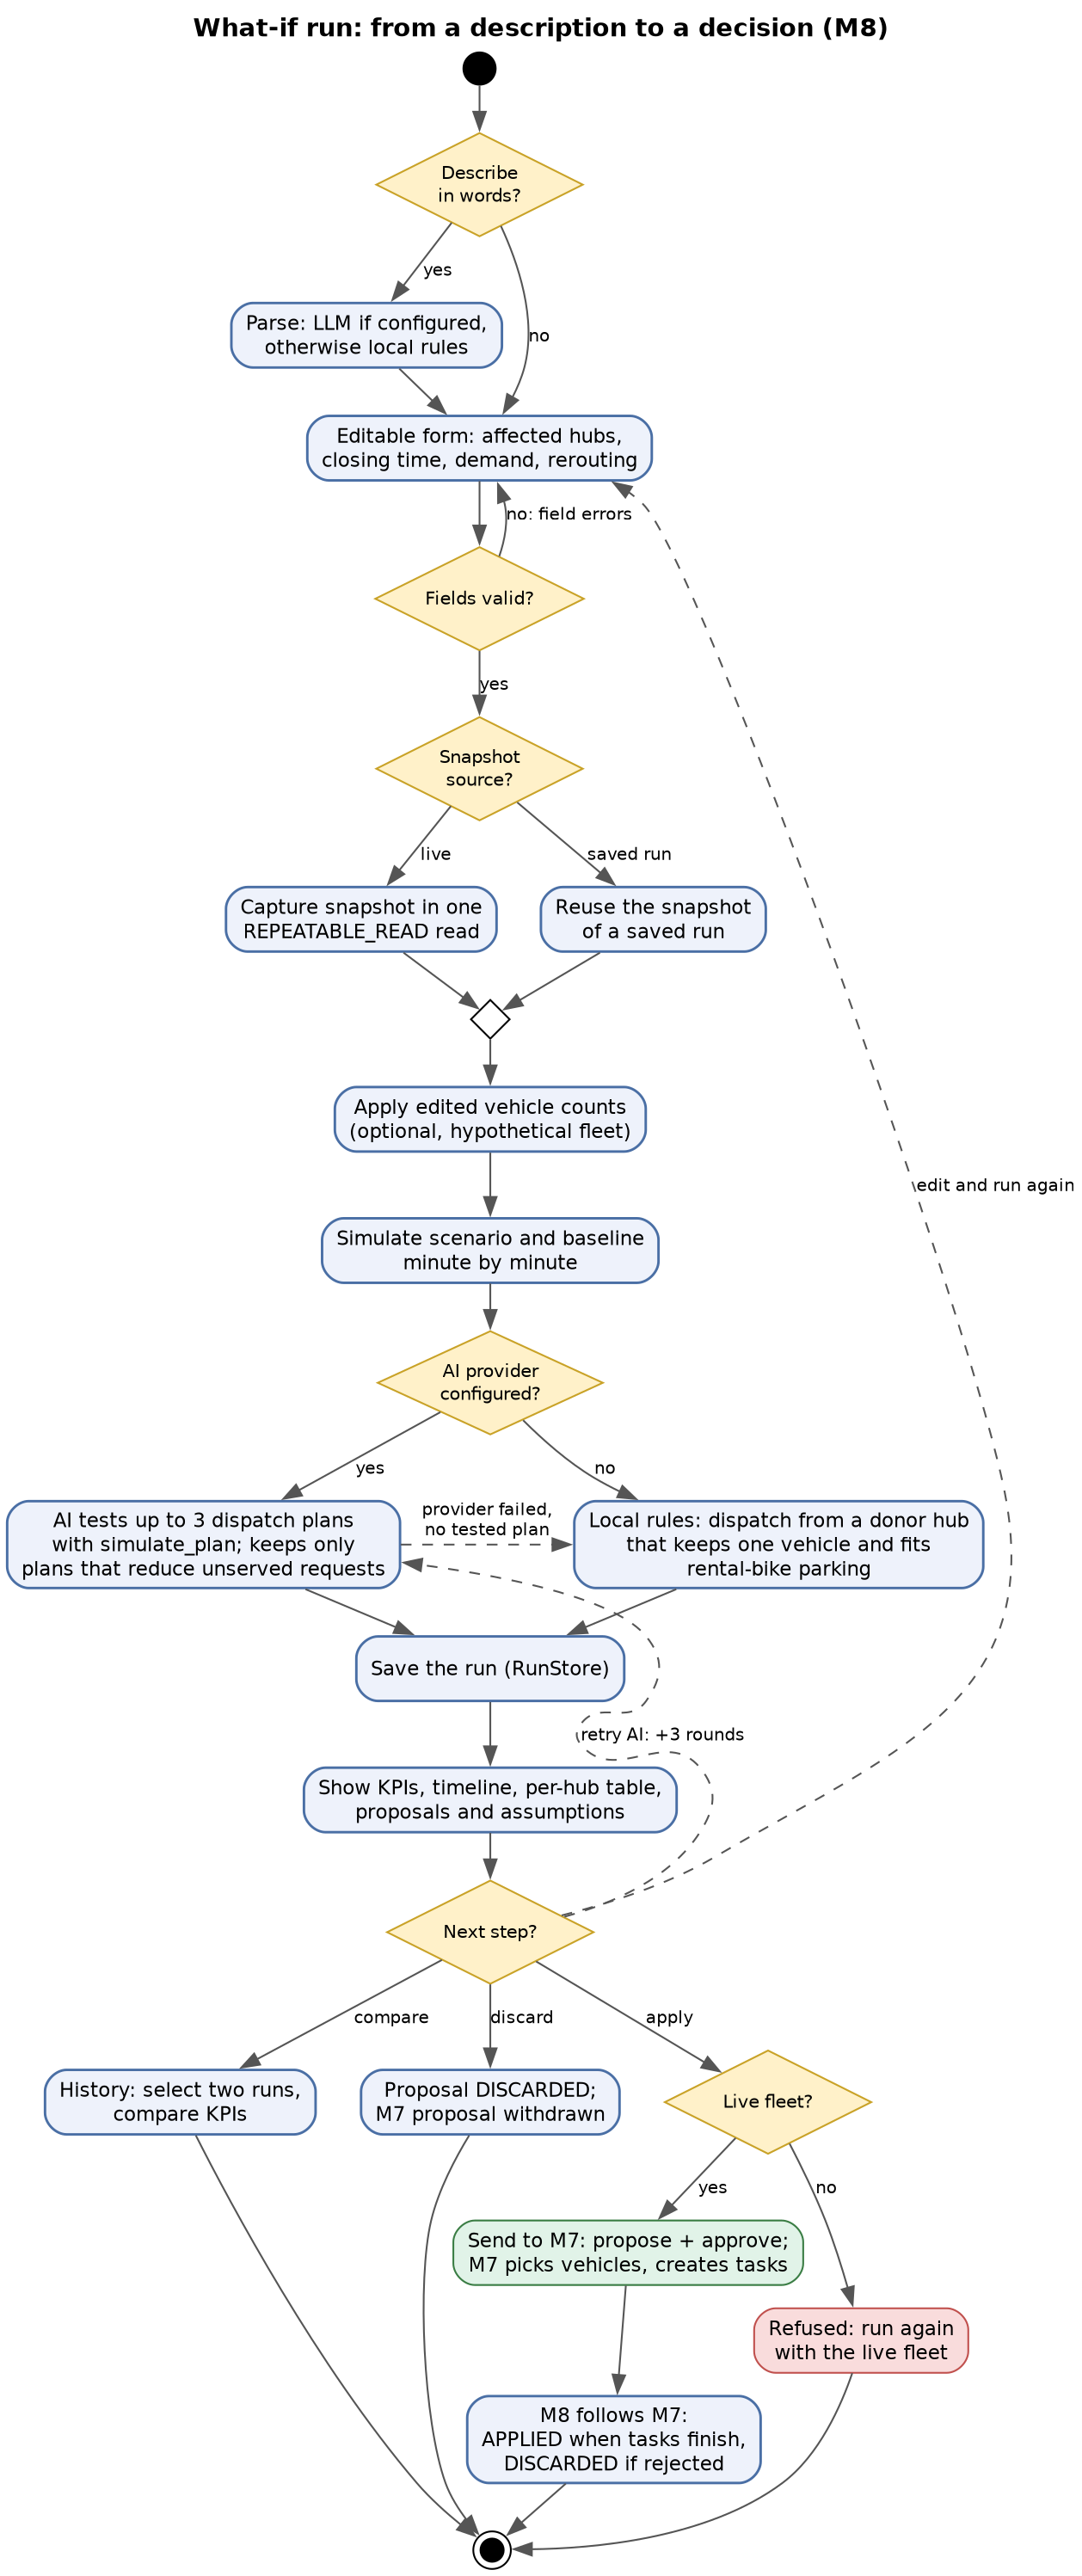 What-if run: from a description to a decision (M8)
Describe
in words?
yes
no
Parse: LLM if configured,
otherwise local rules
Editable form: affected hubs,
closing time, demand, rerouting
no: field errors
Fields valid?
yes
Snapshot
source?
live
saved run
Capture snapshot in one
REPEATABLE_READ read
Reuse the snapshot
of a saved run
Apply edited vehicle counts
(optional, hypothetical fleet)
edit and run again
Simulate scenario and baseline
minute by minute
AI provider
configured?
yes
no
AI tests up to 3 dispatch plans
with simulate_plan; keeps only
plans that reduce unserved requests
provider failed,
no tested plan
Local rules: dispatch from a donor hub
that keeps one vehicle and fits
rental-bike parking
Save the run (RunStore)
retry AI: +3 rounds
Show KPIs, timeline, per-hub table,
proposals and assumptions
Next step?
compare
discard
apply
History: select two runs,
compare KPIs
Proposal DISCARDED;
M7 proposal withdrawn
Live fleet?
yes
no
Send to M7: propose + approve;
M7 picks vehicles, creates tasks
Refused: run again
with the live fleet
M8 follows M7:
APPLIED when tasks finish,
DISCARDED if rejected